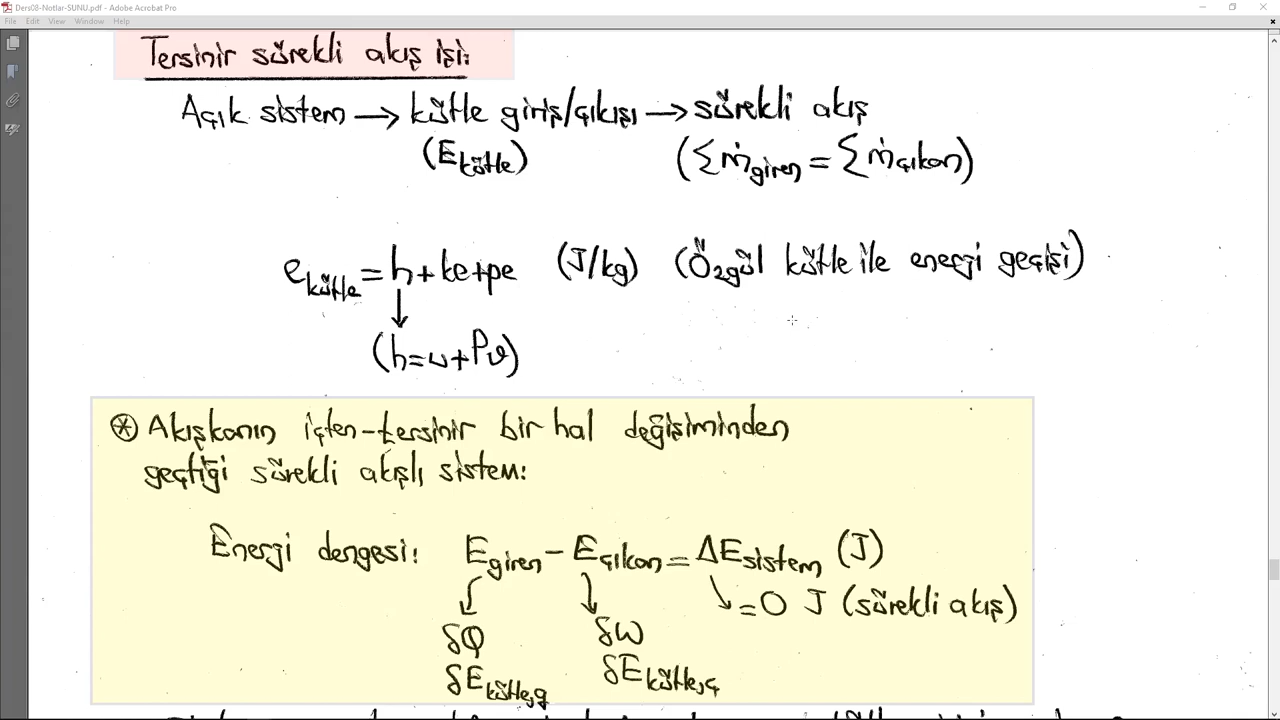 Ders08-Notlar-SUNU.pdf - Adobe Acrobat Pro
File Edit View Window Help
Tersinir sürekli akış işi:
Açık sistem → kütle giriş/çıkışı → sürekli akış
(Ekütle) (∑ṁgiren = ∑ṁçıkan)
ekütle = h + ke + pe (J/kg) (Özgül kütle ile enerji geçişi)
↓
(h = u + Pv)
⊛ Akışkanın içten-tersinir bir hal değişiminden
geçtiği sürekli akışlı sistem:
Enerji dengesi: Egiren - Eçıkan = ΔEsistem (J)
= 0 J (sürekli akış)
δQ δW
δEkütle,g δEkütle,ç